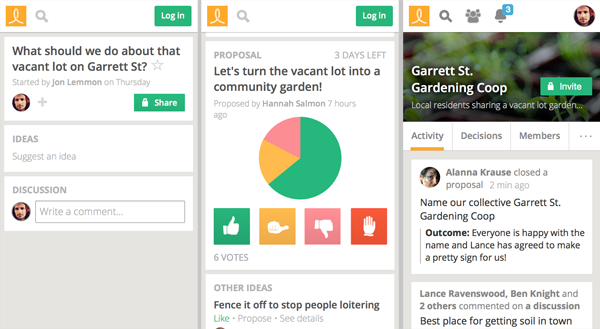 Log in
What should we do about that
vacant lot on Garrett St?
Started by Jon Lemmon on Thursday
Share
IDEAS
Suggest an idea
DISCUSSION
Write a comment...
Log in
PROPOSAL 3 DAYS LEFT
Let's turn the vacant lot into a
community garden!
Proposed by Hannah Salmon 7 hours
ago
6 VOTES
OTHER IDEAS
Fence it off to stop people loitering
Like • Propose • See details
3
Garrett St.
Gardening Coop
Invite
Local residents sharing a vacant lot garden...
Activity Decisions Members ...
Alanna Krause closed a
proposal 2 min ago
Name our collective Garrett St.
Gardening Coop
Outcome: Everyone is happy with the
name and Lance has agreed to make
a pretty sign for us!
Lance Ravenswood, Ben Knight and
2 others commented on a discussion
Best place for getting soil in town